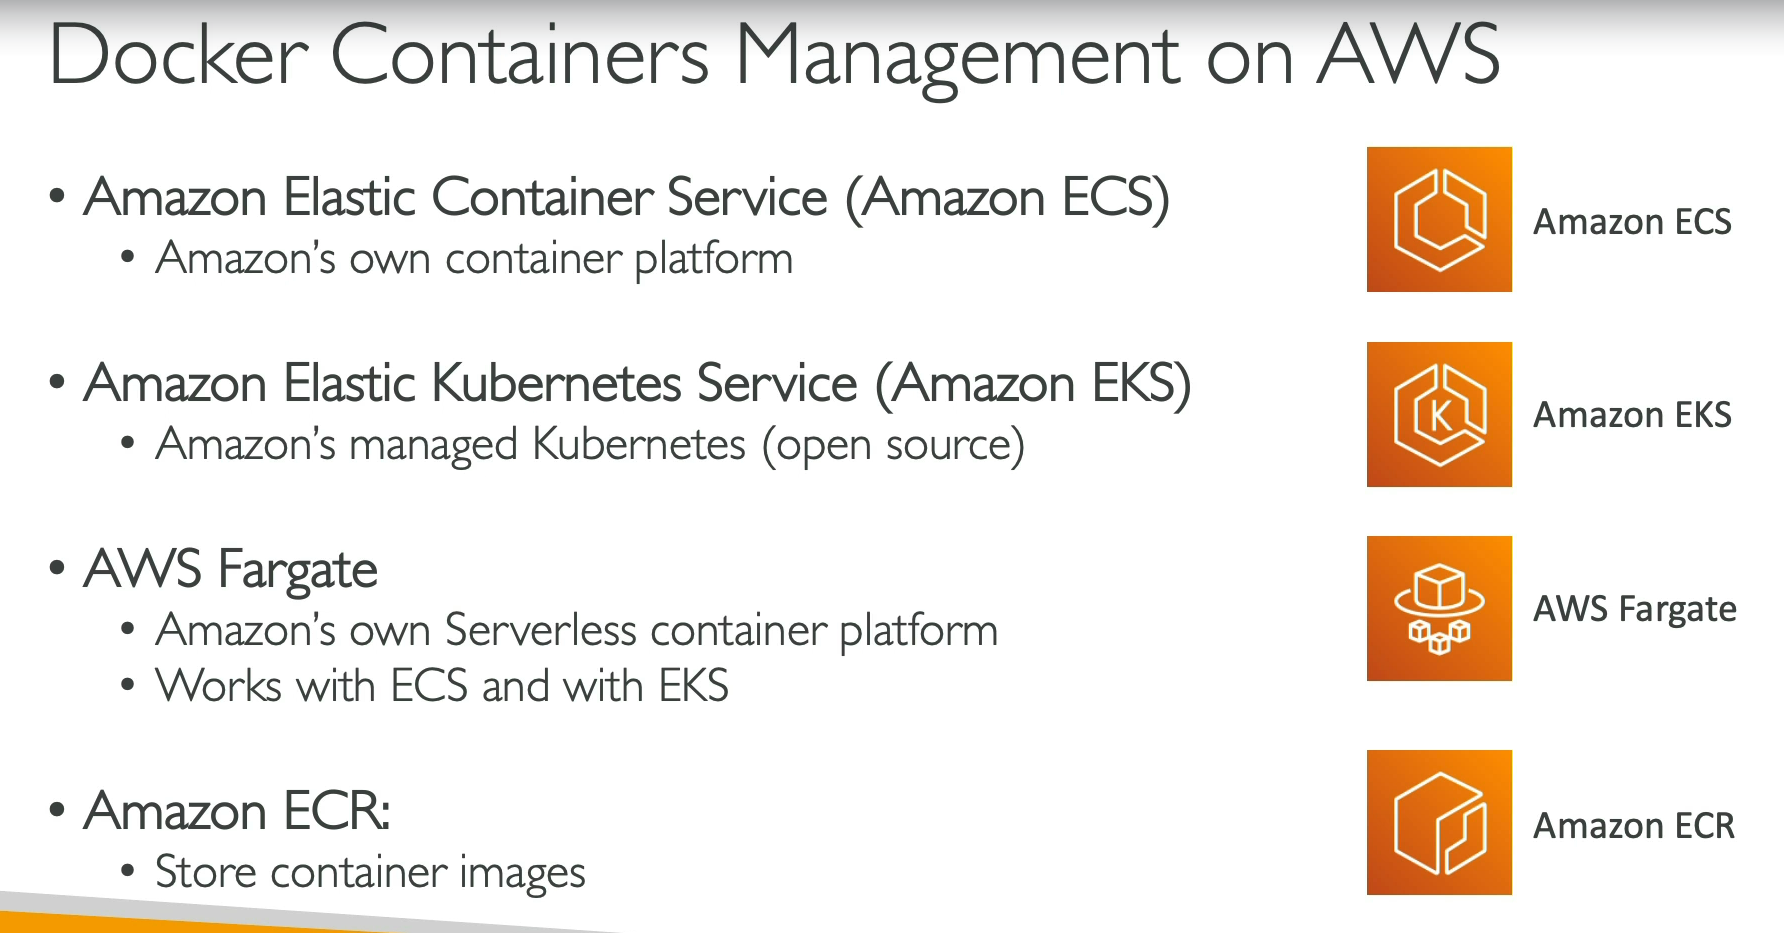 Docker Containers Management on AWS
• Amazon Elastic Container Service (Amazon ECS)
• Amazon’s own container platform
Amazon ECS
• Amazon Elastic Kubernetes Service (Amazon EKS)
• Amazon’s managed Kubernetes (open source)
K
Amazon EKS
• AWS Fargate
• Amazon’s own Serverless container platform
• Works with ECS and with EKS
AWS Fargate
• Amazon ECR:
• Store container images
Amazon ECR